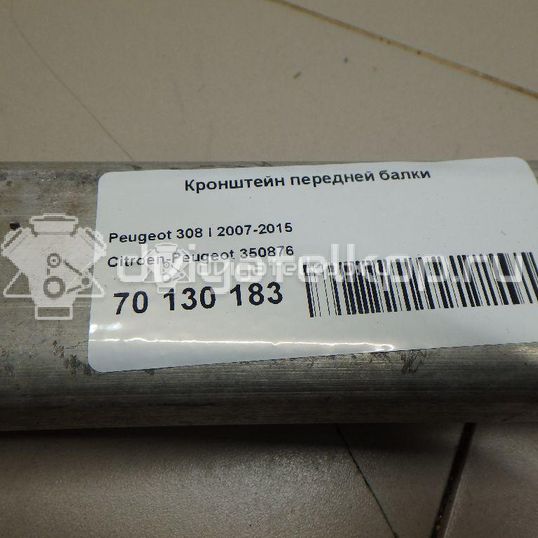 Кронштейн передней балки
Peugeot 308 I 2007-2015
Citroen-Peugeot 350876
70 130 183